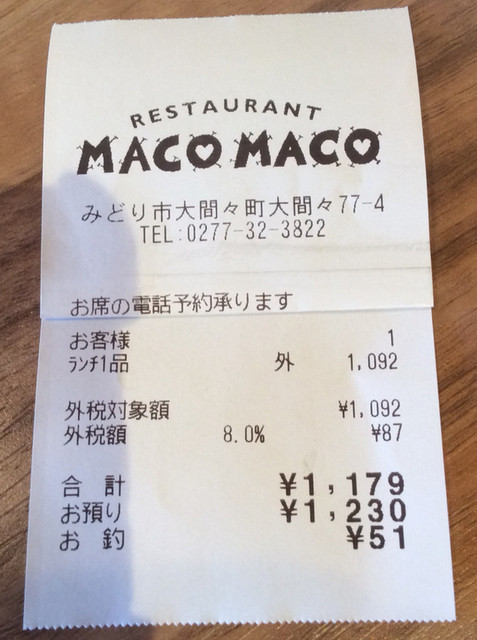 RESTAURANT
MACO MACO
みどり市大間々町大間々77-4
TEL:0277-32-3822
お席の電話予約承ります
お客様 1
ﾗﾝﾁ1品 外 1,092
外税対象額 ¥1,092
外税額 8.0% ¥87
合 計 ¥1,179
お預り ¥1,230
お 釣 ¥51